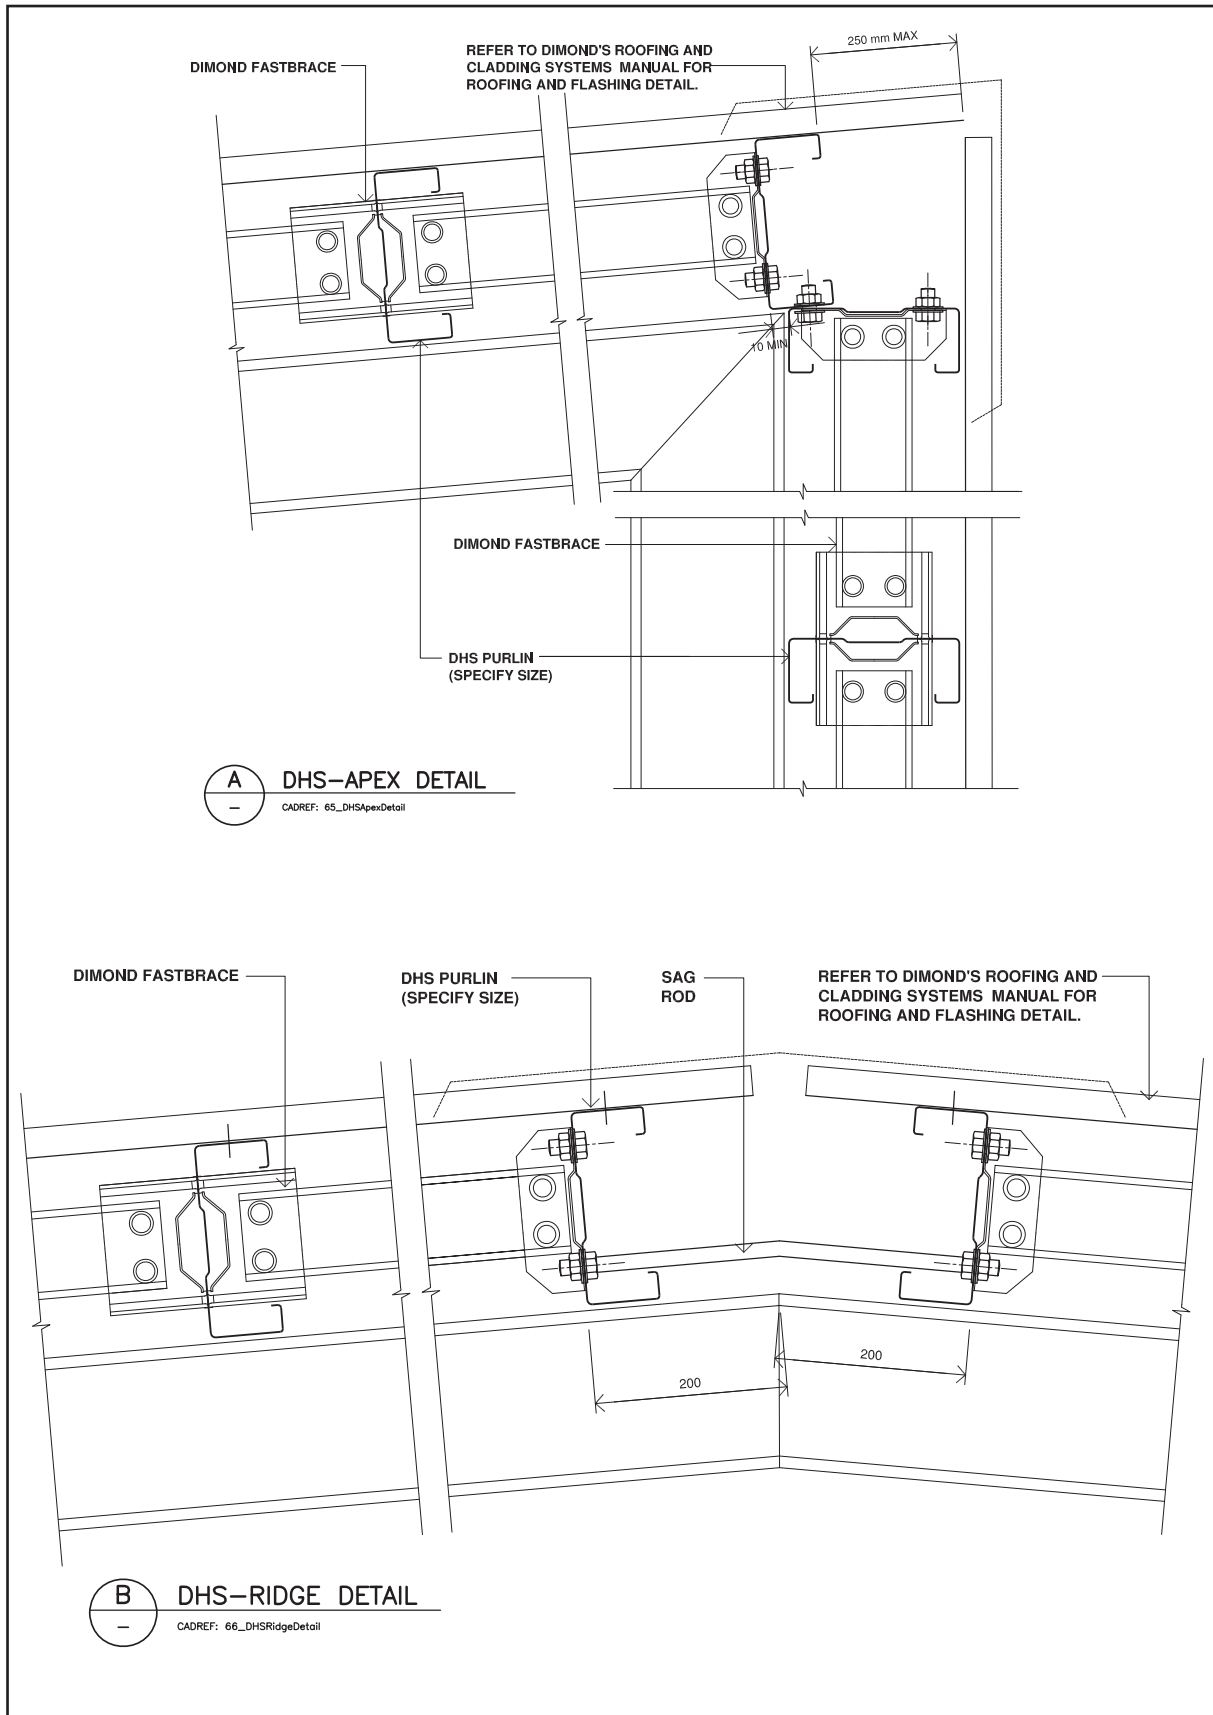 DIMOND FASTBRACE
REFER TO DIMOND'S ROOFING AND
CLADDING SYSTEMS MANUAL FOR
ROOFING AND FLASHING DETAIL.
250 mm MAX
10 MIN
DIMOND FASTBRACE
DHS PURLIN
(SPECIFY SIZE)
A
–
DHS–APEX DETAIL
CADREF: 65_DHSApexDetail
DIMOND FASTBRACE
DHS PURLIN
(SPECIFY SIZE)
SAG
ROD
REFER TO DIMOND'S ROOFING AND
CLADDING SYSTEMS MANUAL FOR
ROOFING AND FLASHING DETAIL.
200
200
B
–
DHS–RIDGE DETAIL
CADREF: 66_DHSRidgeDetail